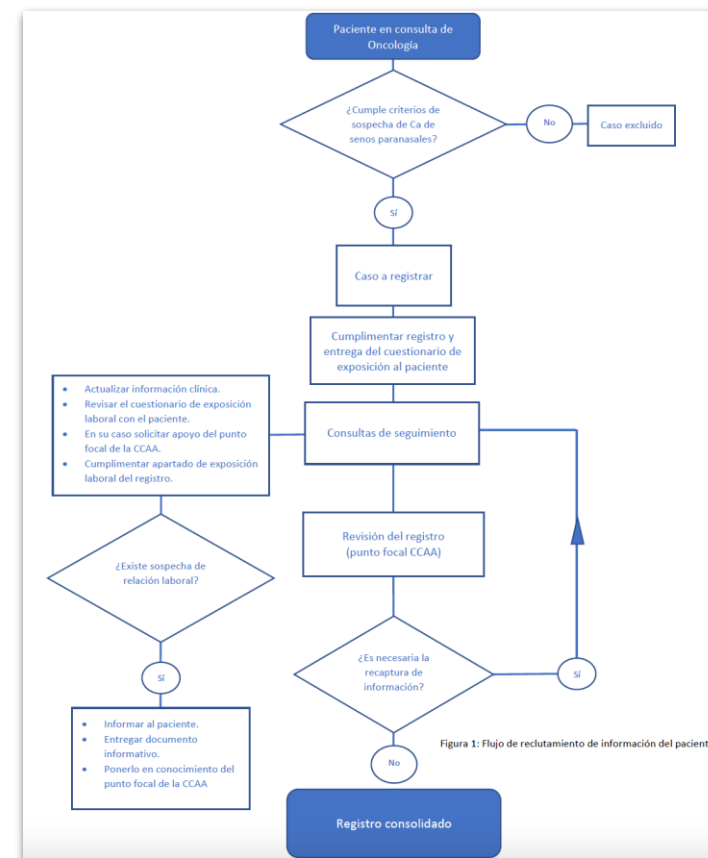 Paciente en consulta de
Oncología
¿Cumple criterios de
sospecha de Ca de
senos paranasales?
No
Caso excluido
Sí
Caso a registrar
Cumplimentar registro y
entrega del cuestionario de
exposición al paciente
• Actualizar información clínica.
• Revisar el cuestionario de exposición
laboral con el paciente.
• En su caso solicitar apoyo del punto
focal de la CCAA.
• Cumplimentar apartado de exposición
laboral del registro.
Consultas de seguimiento
Revisión del registro
(punto focal CCAA)
¿Existe sospecha de
relación laboral?
¿Es necesaria la
recaptura de
información?
Sí
Sí
• Informar al paciente.
• Entregar documento
informativo.
• Ponerlo en conocimiento del
punto focal de la CCAA
Figura 1: Flujo de reclutamiento de información del pacient
No
Registro consolidado